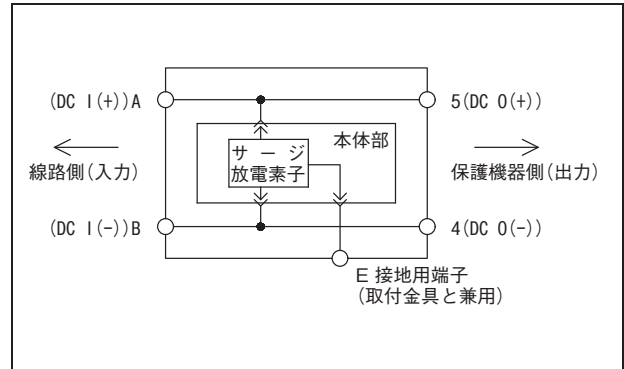 (DC I(+))A
5(DC O(+))
本体部
サージ
放電素子
線路側(入力)
保護機器側(出力)
(DC I(-))B
4(DC O(-))
E 接地用端子
(取付金具と兼用)